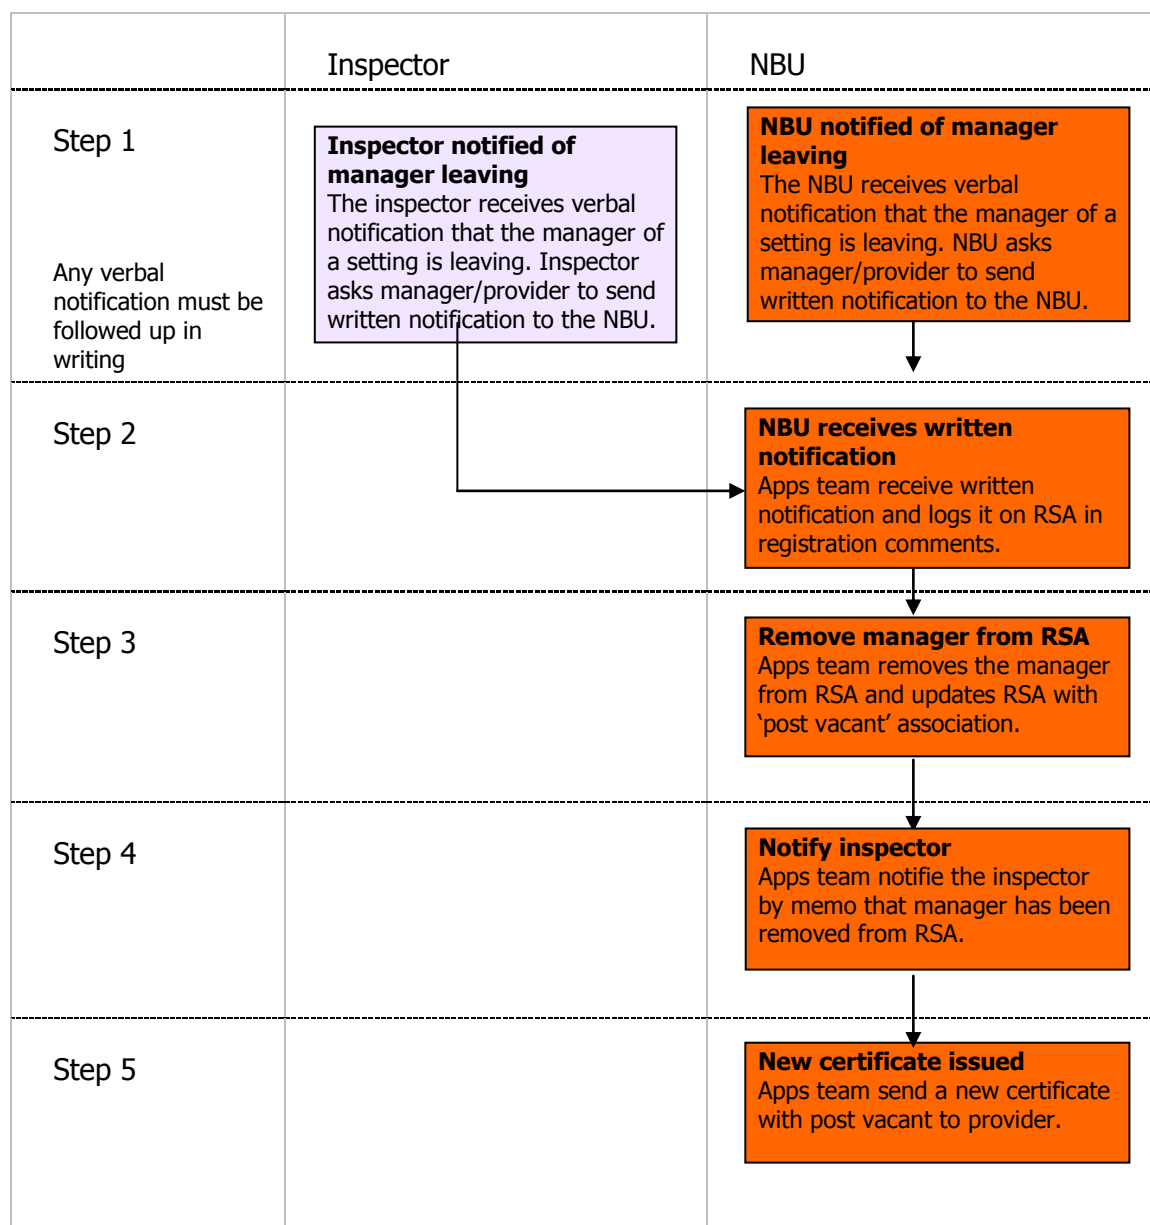 Inspector
NBU
Step 1
Any verbal
notification must be
followed up in
writing
Inspector notified of
manager leaving
The inspector receives verbal
notification that the manager of
a setting is leaving. Inspector
asks manager/provider to send
written notification to the NBU.
NBU notified of manager
leaving
The NBU receives verbal
notification that the manager of a
setting is leaving. NBU asks
manager/provider to send
written notification to the NBU.
Step 2
NBU receives written
notification
Apps team receive written
notification and logs it on RSA in
registration comments.
Step 3
Remove manager from RSA
Apps team removes the manager
from RSA and updates RSA with
‘post vacant’ association.
Step 4
Notify inspector
Apps team notifie the inspector
by memo that manager has been
removed from RSA.
Step 5
New certificate issued
Apps team send a new certificate
with post vacant to provider.